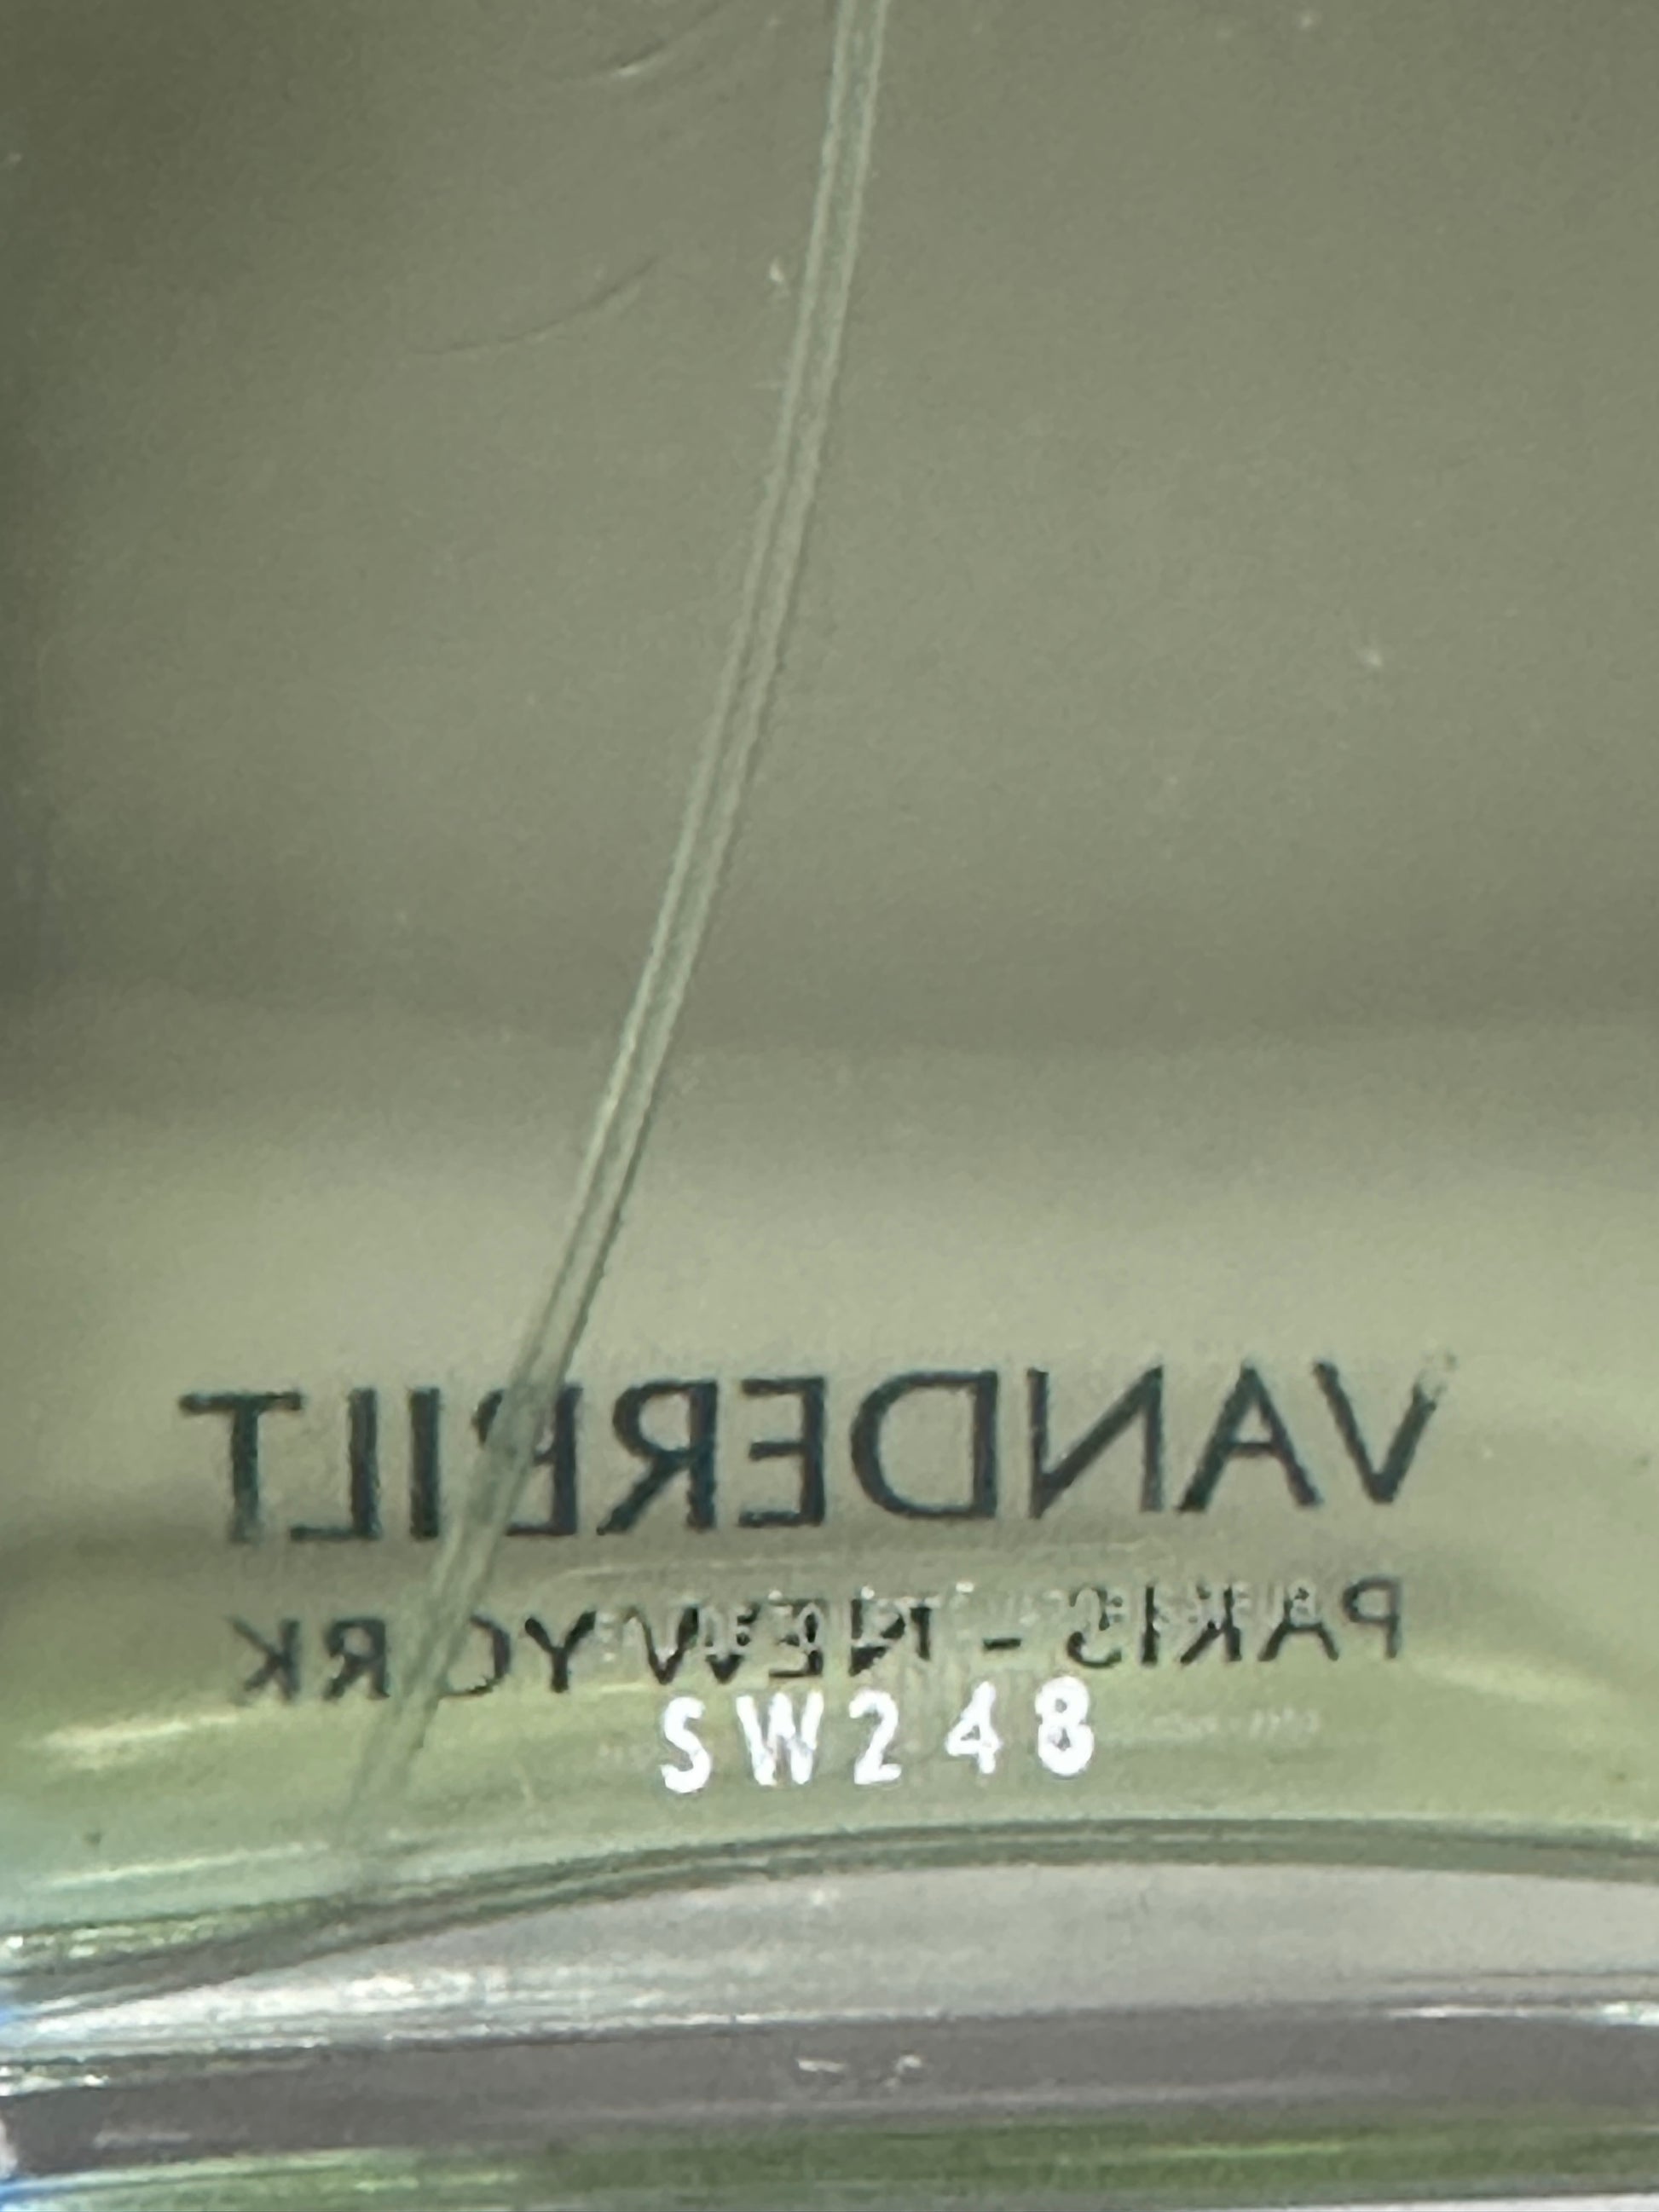 VANDERBILT
PARIS - NEW YORK
SW248